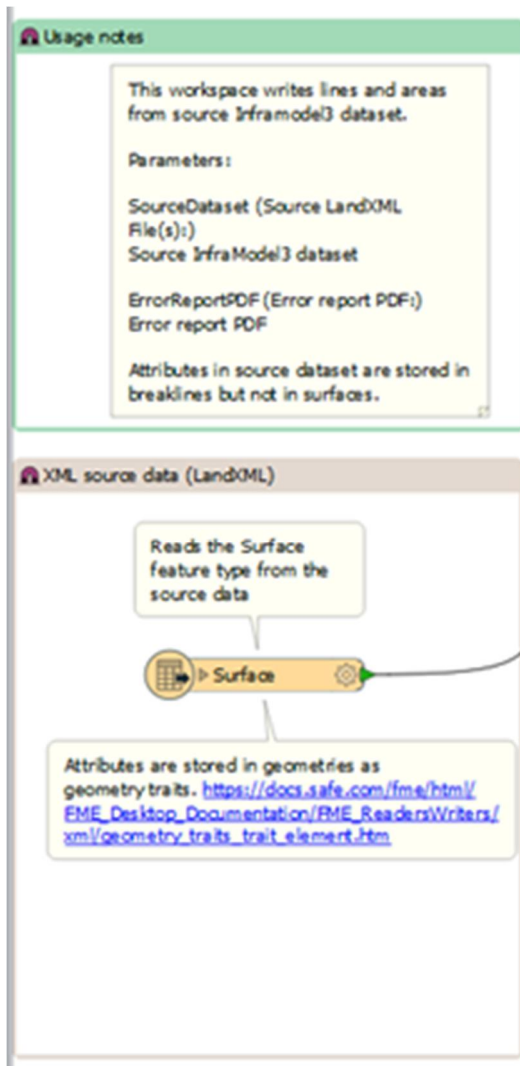 Usage notes
This workspace writes lines and areas
from source Inframodel3 dataset.
Parameters:
SourceDataset (Source LandXML
File(s):)
Source InfraModel3 dataset
ErrorReportPDF (Error report PDF:)
Error report PDF
Attributes in source dataset are stored in
breaklines but not in surfaces.
XML source data (LandXML)
Reads the Surface
feature type from the
source data
Surface
Attributes are stored in geometries as
geometry traits. https://docs.safe.com/fme/html/
FME_Desktop_Documentation/FME_ReadersWriters/
xml/geometry_traits_trait_element.htm